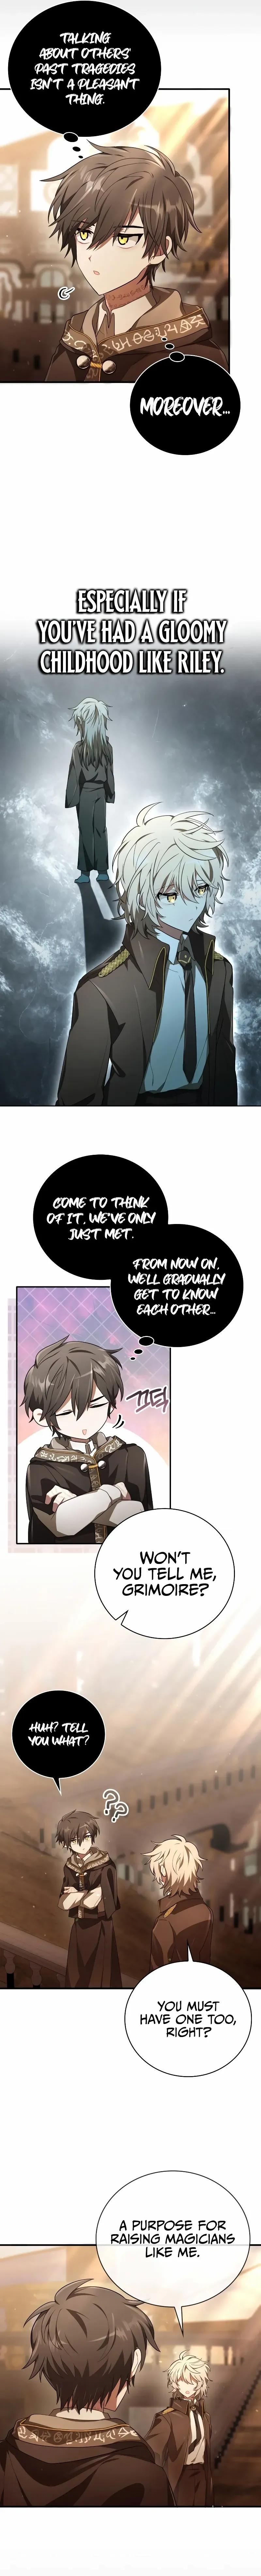 TALKING
ABOUT OTHERS'
PAST TRAGEDIES
ISN'T A PLEASANT
THING.
MOREOVER...
ESPECIALLY IF
YOU'VE HAD A GLOOMY
CHILDHOOD LIKE RILEY.
COME TO THINK
OF IT, WE'VE ONLY
JUST MET.
FROM NOW ON,
WE'LL GRADUALLY
GET TO KNOW
EACH OTHER...
끄덕
WON'T
YOU TELL ME,
GRIMOIRE?
HUH? TELL
YOU WHAT?
???
YOU MUST
HAVE ONE TOO,
RIGHT?
A PURPOSE FOR
RAISING MAGICIANS
LIKE ME.